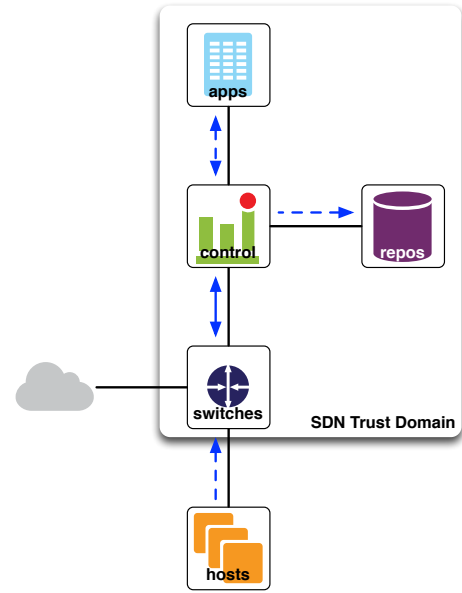 apps
control
repos
switches
SDN Trust Domain
hosts